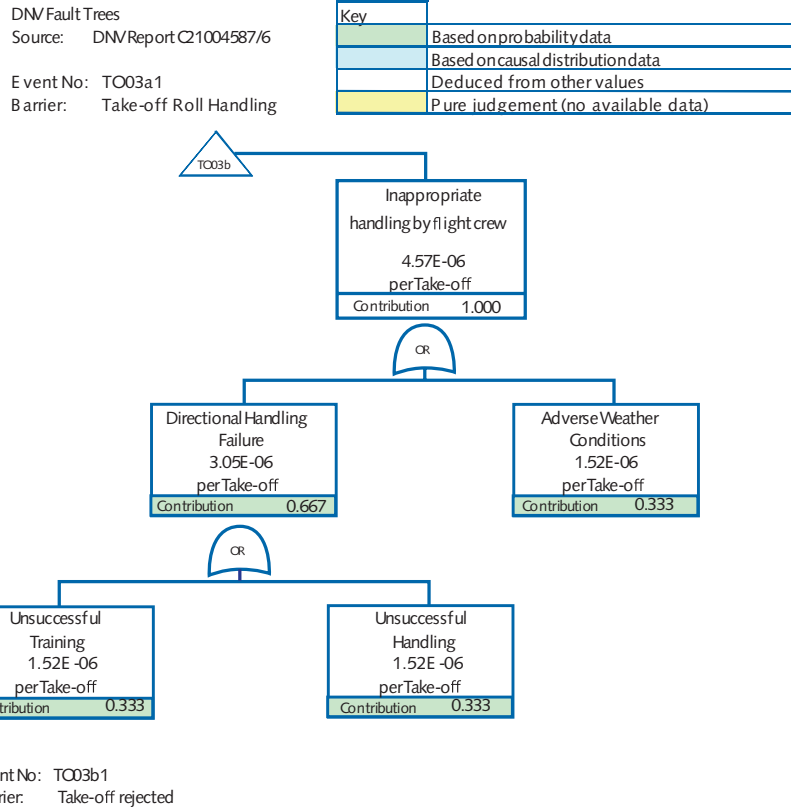 DNV Fault Trees
Source: DNV Report C21004587/6
Event No: TO03a1
Barrier: Take-off Roll Handling
Key
Based on probability data
Based on causal distribution data
Deduced from other values
Pure judgement (no available data)
TO03b
Inappropriate
handling by flight crew
4.57E-06
per Take-off
Contribution 1.000
OR
Directional Handling
Failure
3.05E-06
per Take-off
Contribution 0.667
Adverse Weather
Conditions
1.52E-06
per Take-off
Contribution 0.333
OR
Unsuccessful
Training
1.52E -06
per Take-off
tribution 0.333
Unsuccessful
Handling
1.52E -06
per Take-off
Contribution 0.333
nt No: TO03b1
rier: Take-off rejected